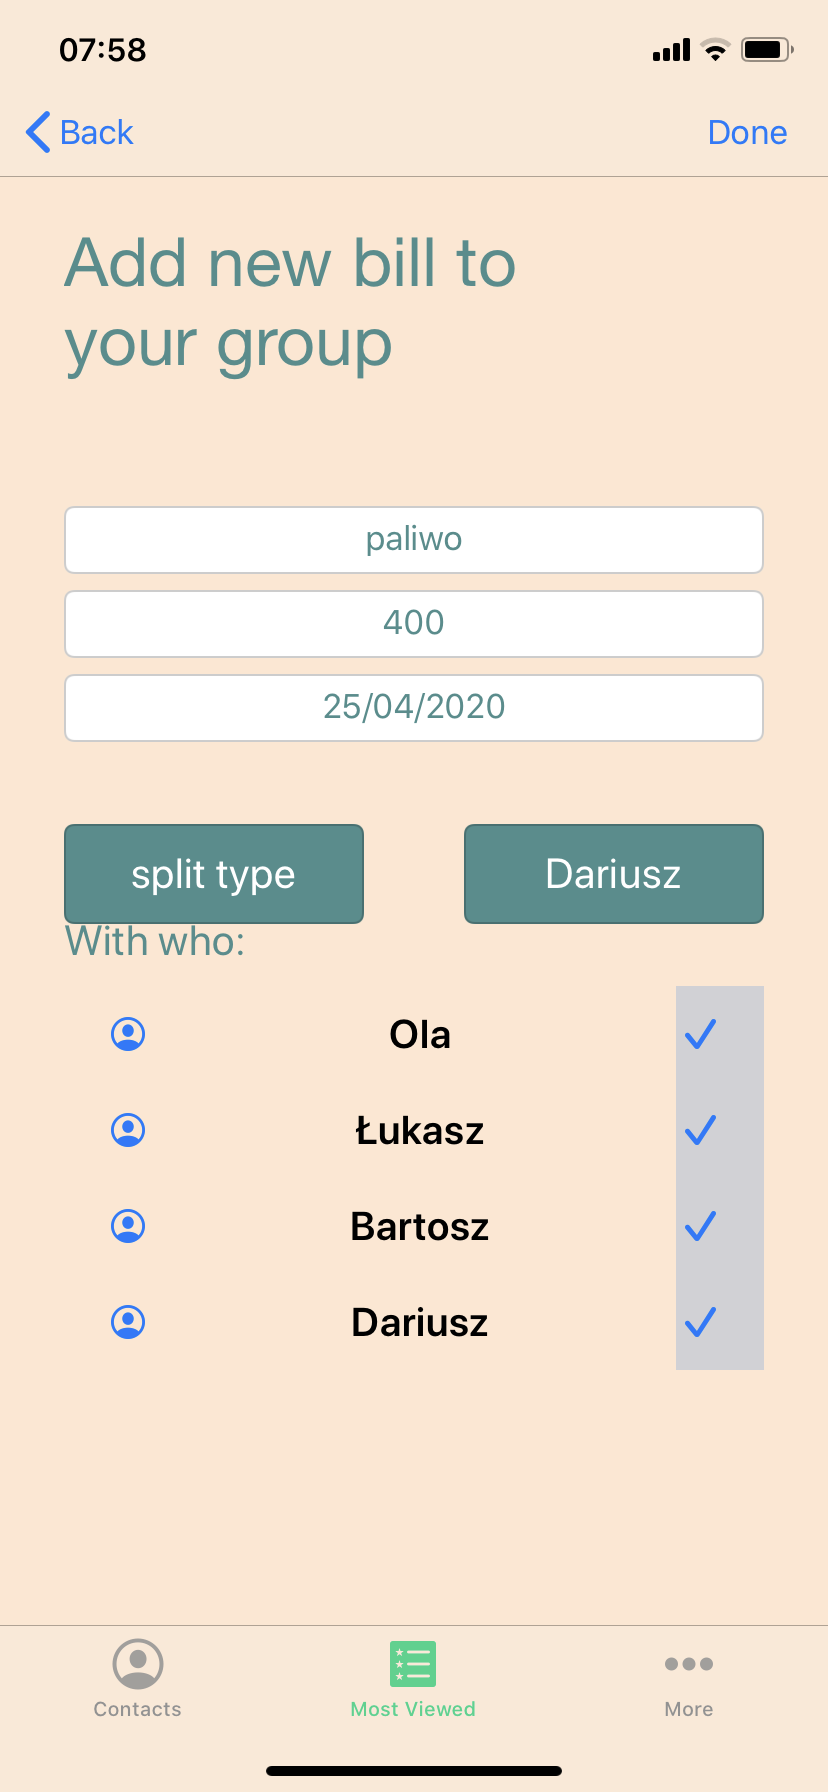 07:58
Back
Done
Add new bill to
your group
paliwo
400
25/04/2020
split type
Dariusz
With who:
Ola
Łukasz
Bartosz
Dariusz
Contacts
Most Viewed
More